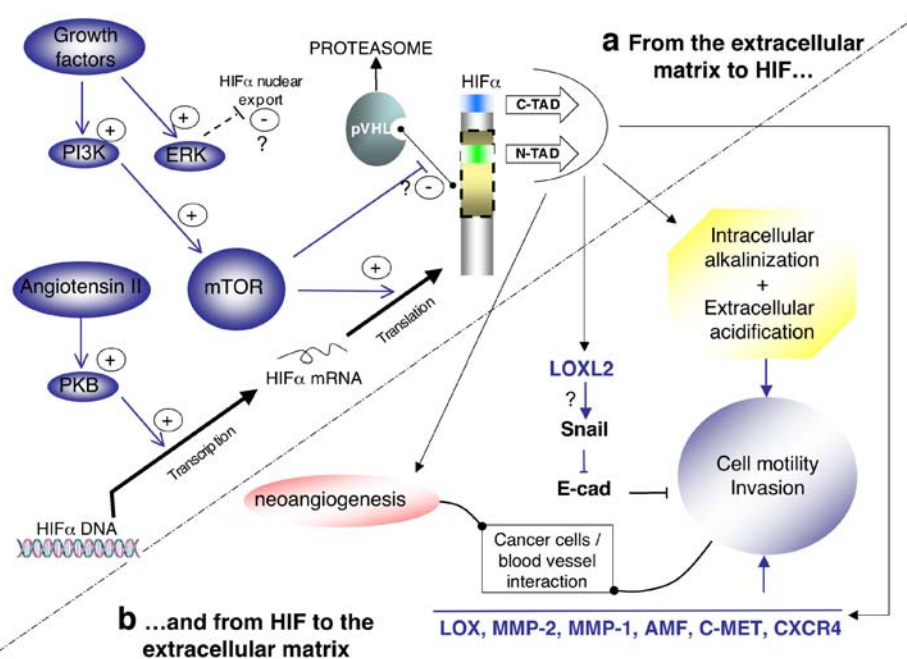 Growth
factors
PROTEASOME
a From the extracellular
matrix to HIF...
HIFα nuclear
export
-
?
HIFα
+
+
C-TAD
pVHL
PI3K
ERK
N-TAD
? -
+
Intracellular
alkalinization
+
Extracellular
acidification
Angiotensin II
mTOR
+
Translation
+
PKB
HIFα mRNA
LOXL2
?
+
Snail
Transcription
E-cad
Cell motility
Invasion
neoangiogenesis
HIFα DNA
Cancer cells /
blood vessel
interaction
b ...and from HIF to the
extracellular matrix
LOX, MMP-2, MMP-1, AMF, C-MET, CXCR4